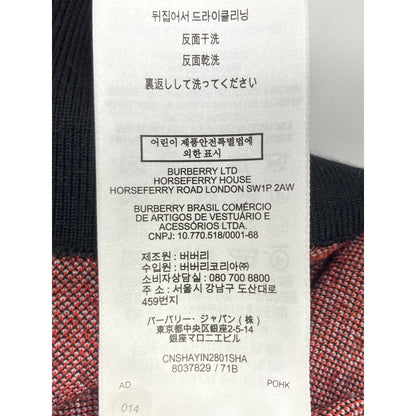 뒤집어서 드라이클리닝
反面干洗
反面乾洗
裏返しして洗ってください
어린이 제품안전특별법에
의한 표시
BURBERRY LTD
HORSEFERRY HOUSE
HORSEFERRY ROAD LONDON SW1P 2AW
BURBERRY BRASIL COMÉRCIO
DE ARTIGOS DE VESTUÁRIO E
ACESSÓRIOS LTDA.
CNPJ: 10.770.518/0001-68
제조원: 버버리
수입원: 버버리코리아(주)
소비자상담실: 080 700 8800
주소: 서울시 강남구 도산대로
459번지
バーバリー・ジャパン(株)
東京都中央区銀座2-5-14
銀座マロニエビル
CNSHAYIN2801SHA
8037829 / 71B
AD POHK
014